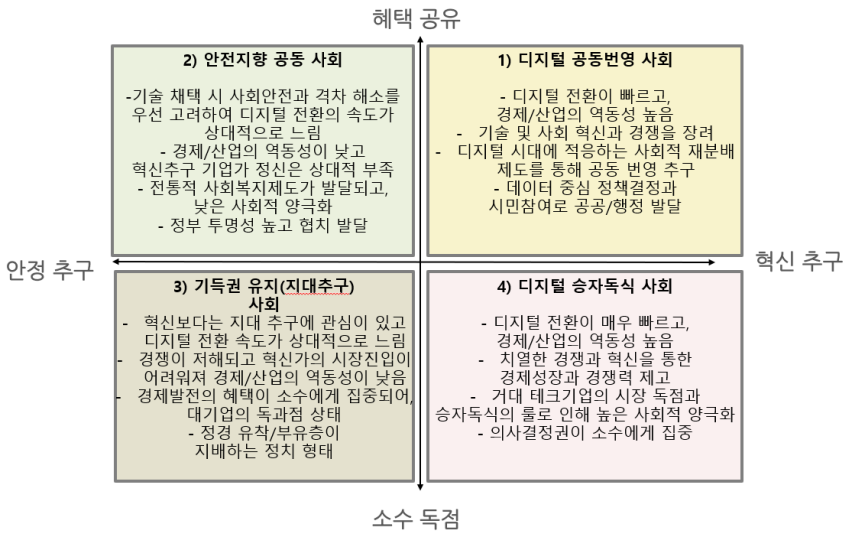 혜택 공유
2) 안전지향 공동 사회
-기술 채택 시 사회안전과 격차 해소를
우선 고려하여 디지털 전환의 속도가
상대적으로 느림
- 경제/산업의 역동성이 낮고
혁신추구 기업가 정신은 상대적 부족
- 전통적 사회복지제도가 발달되고,
낮은 사회적 양극화
- 정부 투명성 높고 협치 발달
1) 디지털 공동번영 사회
- 디지털 전환이 빠르고,
경제/산업의 역동성 높음
- 기술 및 사회 혁신과 경쟁을 장려
- 디지털 시대에 적응하는 사회적 재분배
제도를 통해 공동 번영 추구
- 데이터 중심 정책결정과
시민참여로 공공/행정 발달
안정 추구
혁신 추구
3) 기득권 유지(지대추구)
사회
- 혁신보다는 지대 추구에 관심이 있고
디지털 전환 속도가 상대적으로 느림
- 경쟁이 저해되고 혁신가의 시장진입이
어려워져 경제/산업의 역동성이 낮음
- 경제발전의 혜택이 소수에게 집중되어,
대기업의 독과점 상태
- 정경 유착/부유층이
지배하는 정치 형태
4) 디지털 승자독식 사회
- 디지털 전환이 매우 빠르고,
경제/산업의 역동성 높음
- 치열한 경쟁과 혁신을 통한
경제성장과 경쟁력 제고
- 거대 테크기업의 시장 독점과
승자독식의 룰로 인해 높은 사회적 양극화
- 의사결정권이 소수에게 집중
소수 독점